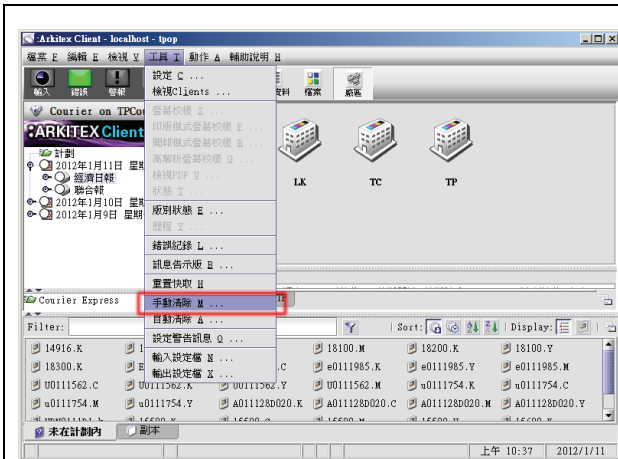 :Arkitex Client - localhost - tpop
檔案 F 編輯 E 檢視 V 工具 T 動作 A 輔助說明 H
輸入 錯誤 警報 資料 檔案 廠區
Courier on TPCou
:ARKITEX Client
計劃
2012年1月11日 星期
經濟日報
聯合報
2012年1月10日 星期
2012年1月9日 星期
設定 C ...
檢視Clients ...
螢幕校樣 S ...
印版模式螢幕校樣 P ...
開報模式螢幕校樣 R ...
高解析螢幕校樣 Q ...
檢視PDF V ...
狀態 T ...
版別狀態 E ...
歷程 Y ...
錯誤紀錄 L ...
訊息告示版 B ...
重置快取 H
手動清除 M ...
自動清除 A ...
設定警告訊息 O ...
輸入設定檔 N ...
輸出設定檔 X ...
LK TC TP
Courier Express TP
Filter: Sort: Display:
14916.K 18100.M 18200.K 18100.Y
18300.K .C e0111985.K e0111985.Y e0111985.M
U0111562.C U0111562.K U0111562.Y U0111562.M u0111754.K u0111754.C
u0111754.M u0111754.Y A011128D020.K A011128D020.C A011128D020.M A011128D020.Y
未在計劃內 副本
上午 10:37 2012/1/11